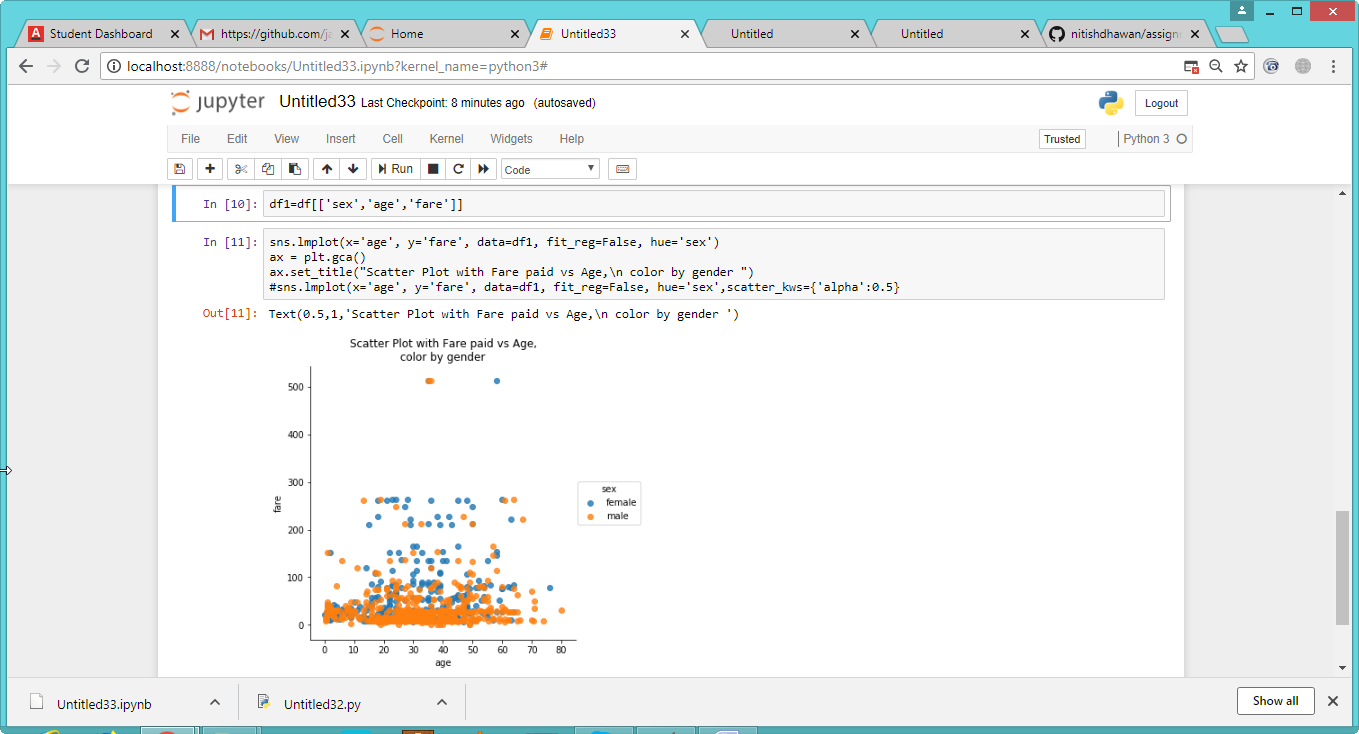 Student Dashboard
https://github.com/ja
Home
Untitled33
Untitled
Untitled
nitishdhawan/assignm
localhost:8888/notebooks/Untitled33.ipynb?kernel_name=python3#
jupyter Untitled33 Last Checkpoint: 8 minutes ago (autosaved)
Logout
File Edit View Insert Cell Kernel Widgets Help
Trusted
Python 3
Run
Code
In [10]: df1=df[['sex','age','fare']]
In [11]: sns.lmplot(x='age', y='fare', data=df1, fit_reg=False, hue='sex')
ax = plt.gca()
ax.set_title("Scatter Plot with Fare paid vs Age,\n color by gender ")
#sns.lmplot(x='age', y='fare', data=df1, fit_reg=False, hue='sex',scatter_kws={'alpha':0.5}
Out[11]: Text(0.5,1,'Scatter Plot with Fare paid vs Age,\n color by gender ')
Scatter Plot with Fare paid vs Age,
color by gender
500
400
300
200
100
0
fare
sex
female
male
0 10 20 30 40 50 60 70 80
age
Untitled33.ipynb
Untitled32.py
Show all